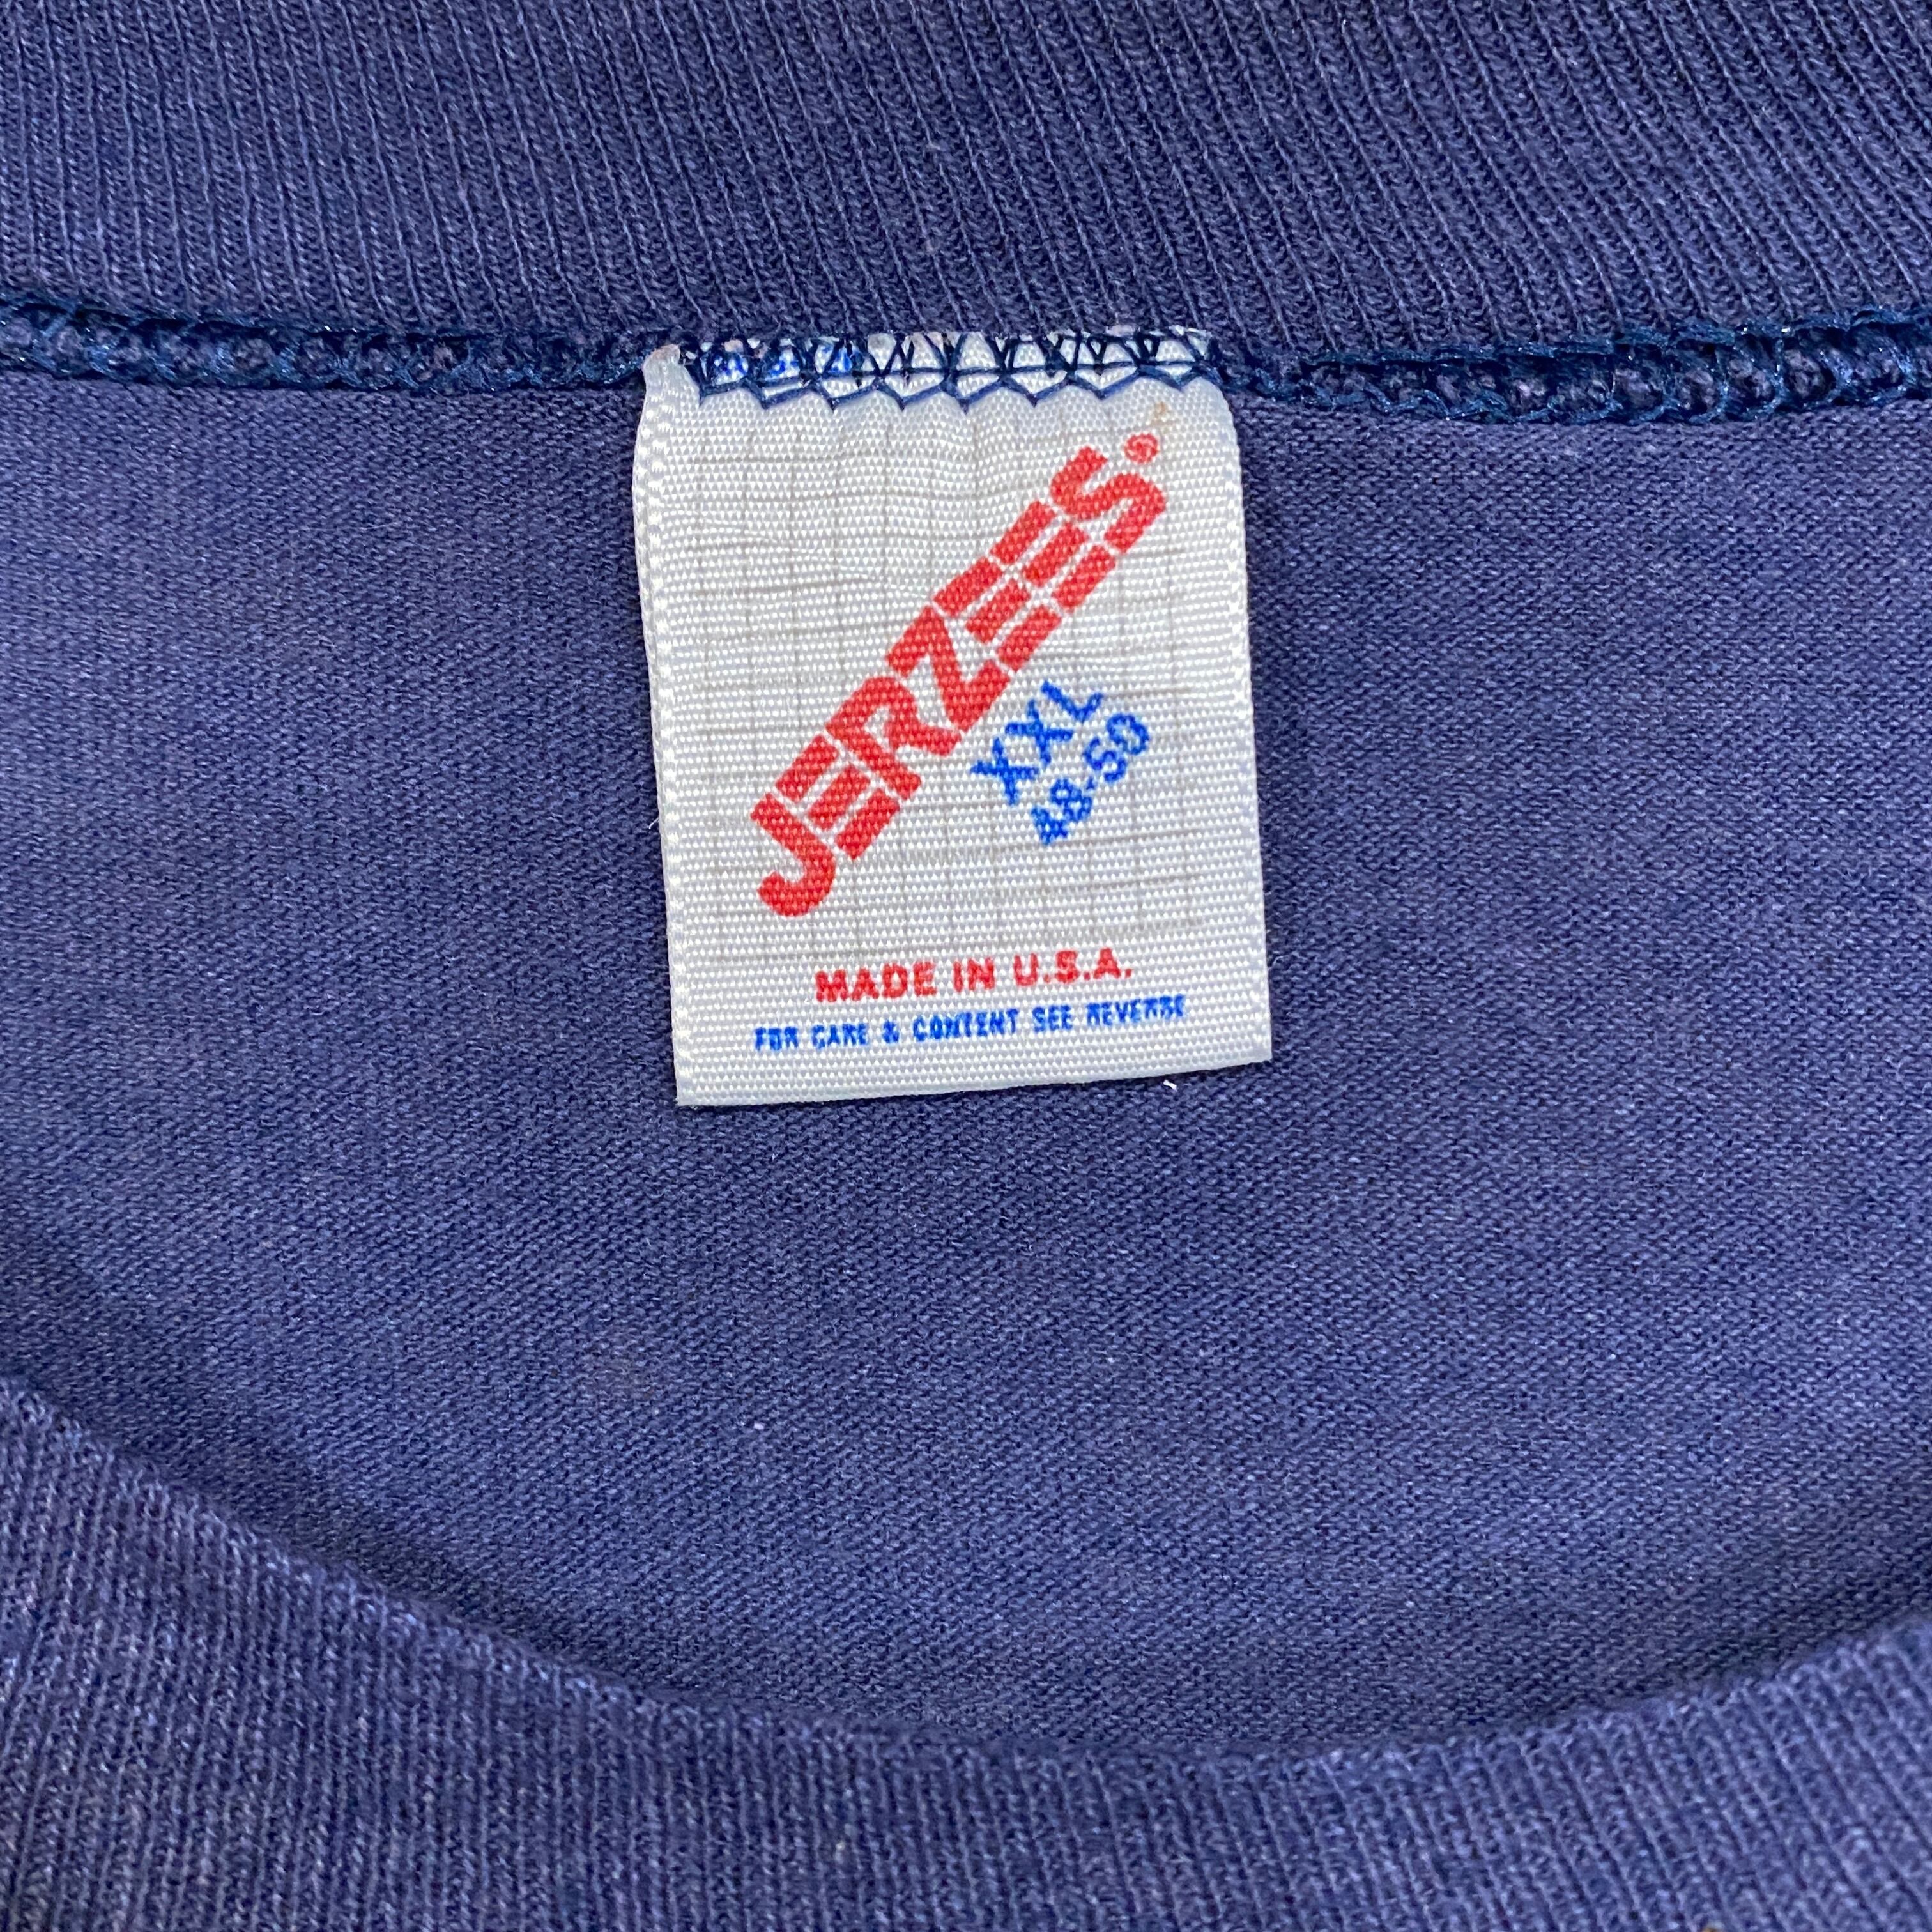 JERZEES®
XXL
48-50
MADE IN U.S.A.
FOR CARE & CONTENT SEE REVERSE